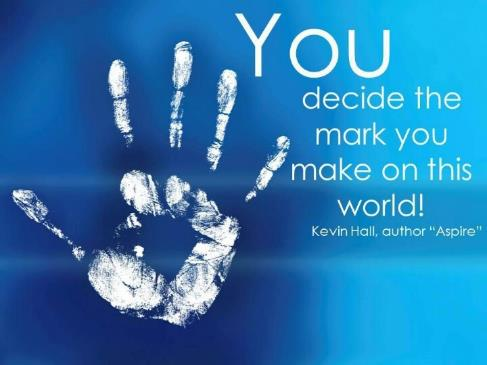 You
decide the
mark you
make on this
world!
Kevin Hall, author “Aspire”